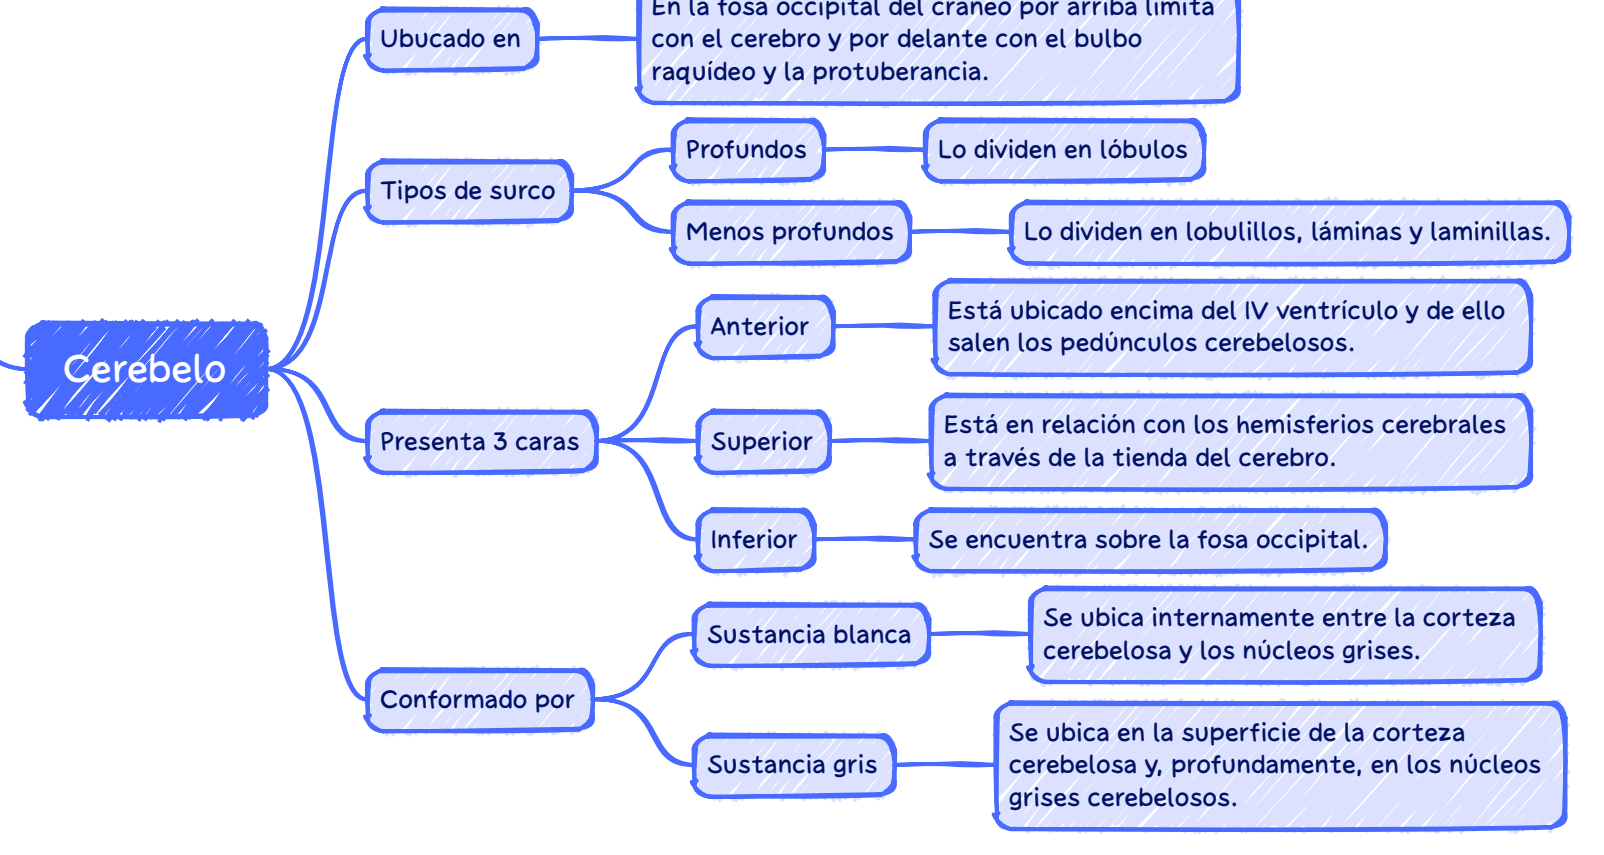 En la fosa occipital del cráneo por arriba limita
con el cerebro y por delante con el bulbo
raquídeo y la protuberancia.
Ubucado en
Profundos
Lo dividen en lóbulos
Tipos de surco
Menos profundos
Lo dividen en lobulillos, láminas y laminillas.
Cerebelo
Anterior
Está ubicado encima del IV ventrículo y de ello
salen los pedúnculos cerebelosos.
Presenta 3 caras
Superior
Está en relación con los hemisferios cerebrales
a través de la tienda del cerebro.
Inferior
Se encuentra sobre la fosa occipital.
Sustancia blanca
Se ubica internamente entre la corteza
cerebelosa y los núcleos grises.
Conformado por
Sustancia gris
Se ubica en la superficie de la corteza
cerebelosa y, profundamente, en los núcleos
grises cerebelosos.